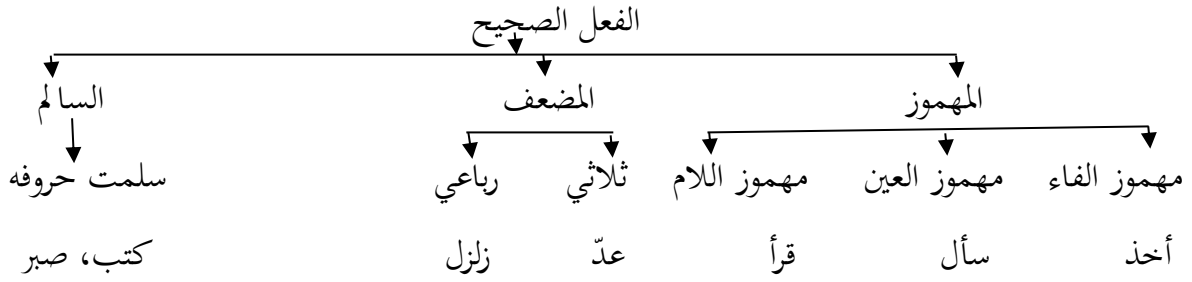 الفعل الصحيح
المهموز المضعف السالم
مهموز الفاء مهموز العين مهموز اللام ثلاثي رباعي سلمت حروفه
أخذ سأل قرأ عدّ زلزل كتب، صبر